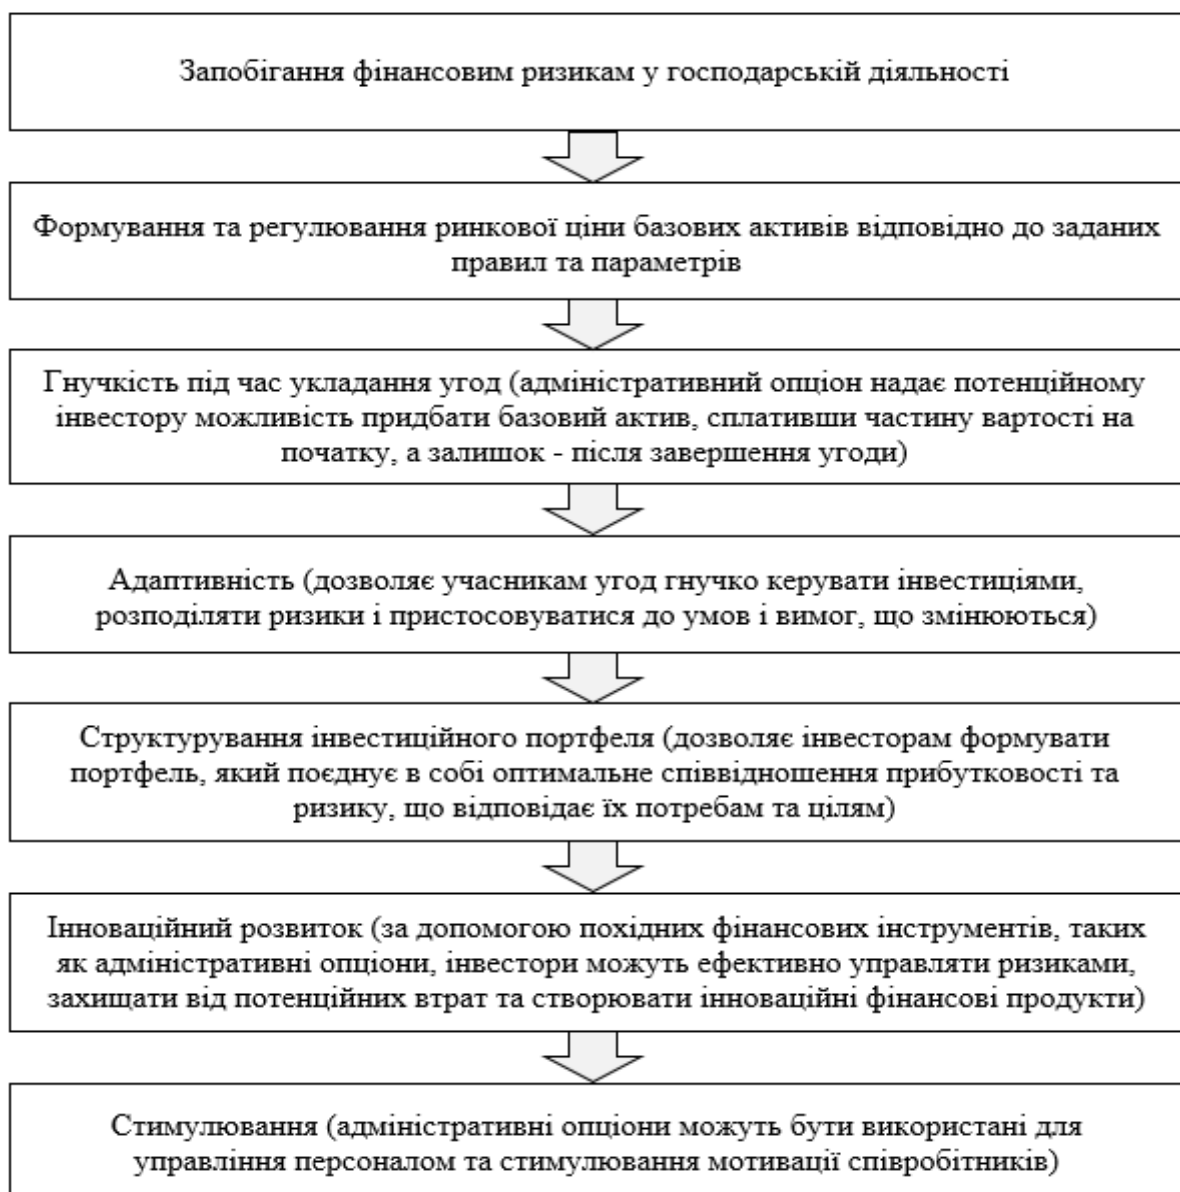 Запобігання фінансовим ризикам у господарській діяльності
Формування та регулювання ринкової ціни базових активів відповідно до заданих
правил та параметрів
Гнучкість під час укладання угод (адміністративний опціон надає потенційному
інвестору можливість придбати базовий актив, сплативши частину вартості на
початку, а залишок - після завершення угоди)
Адаптивність (дозволяє учасникам угод гнучко керувати інвестиціями,
розподіляти ризики і пристосовуватися до умов і вимог, що змінюються)
Структурування інвестиційного портфеля (дозволяє інвесторам формувати
портфель, який поєднує в собі оптимальне співвідношення прибутковості та
ризику, що відповідає їх потребам та цілям)
Інноваційний розвиток (за допомогою похідних фінансових інструментів, таких
як адміністративні опціони, інвестори можуть ефективно управляти ризиками,
захищати від потенційних втрат та створювати інноваційні фінансові продукти)
Стимулювання (адміністративні опціони можуть бути використані для
управління персоналом та стимулювання мотивації співробітників)